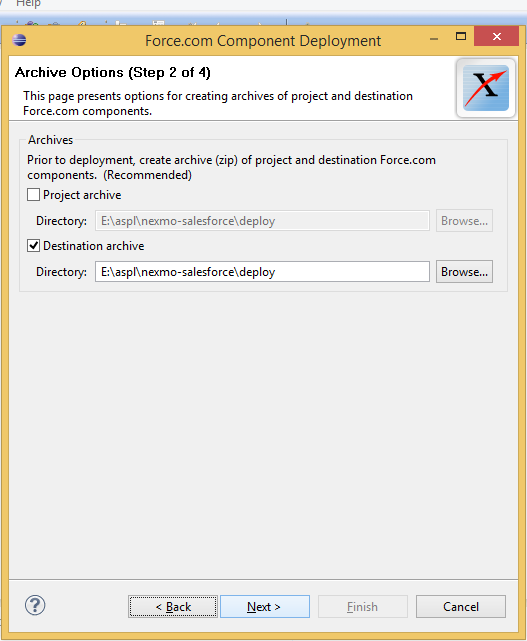 Help
Force.com Component Deployment
Archive Options (Step 2 of 4)
This page presents options for creating archives of project and destination
Force.com components.
X
Archives
Prior to deployment, create archive (zip) of project and destination Force.com
components. (Recommended)
Project archive
Directory: E:\aspl\nexmo-salesforce\deploy Browse...
Destination archive
Directory: E:\aspl\nexmo-salesforce\deploy Browse...
? < Back Next > Finish Cancel